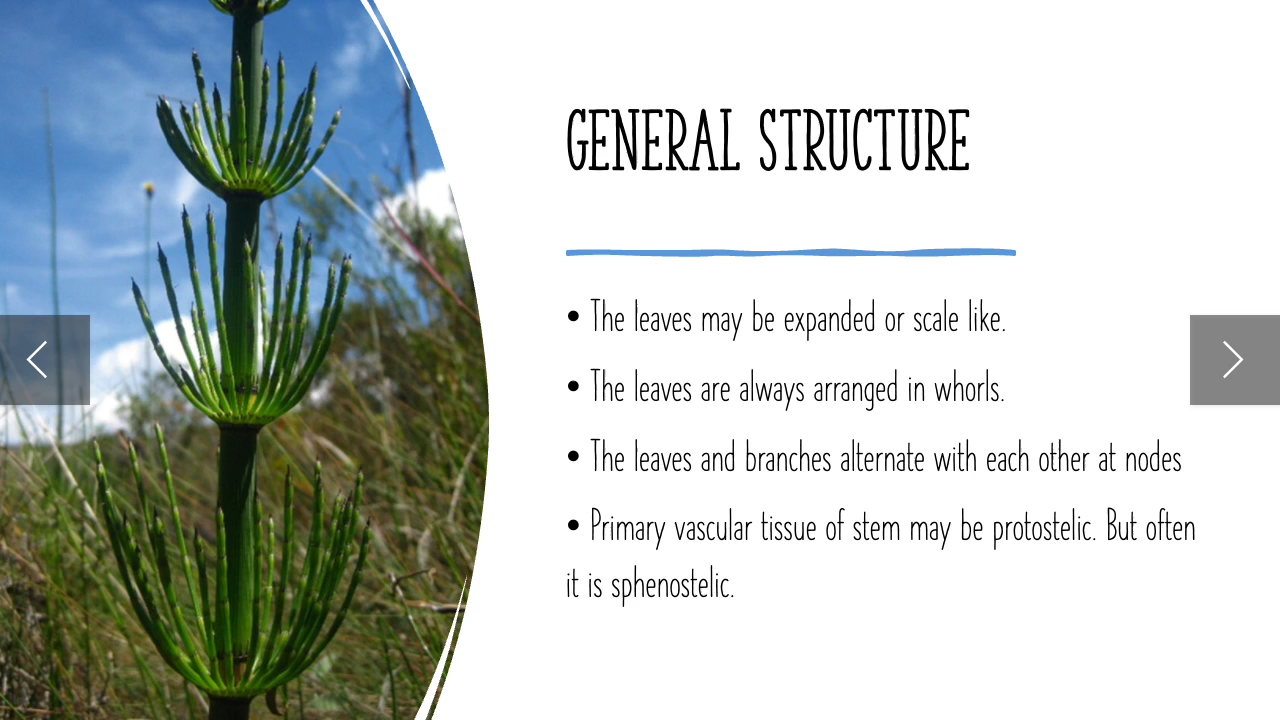 GENERAL STRUCTURE
• The leaves may be expanded or scale like.
• The leaves are always arranged in whorls.
• The leaves and branches alternate with each other at nodes
• Primary vascular tissue of stem may be protostelic. But often
it is sphenostelic.